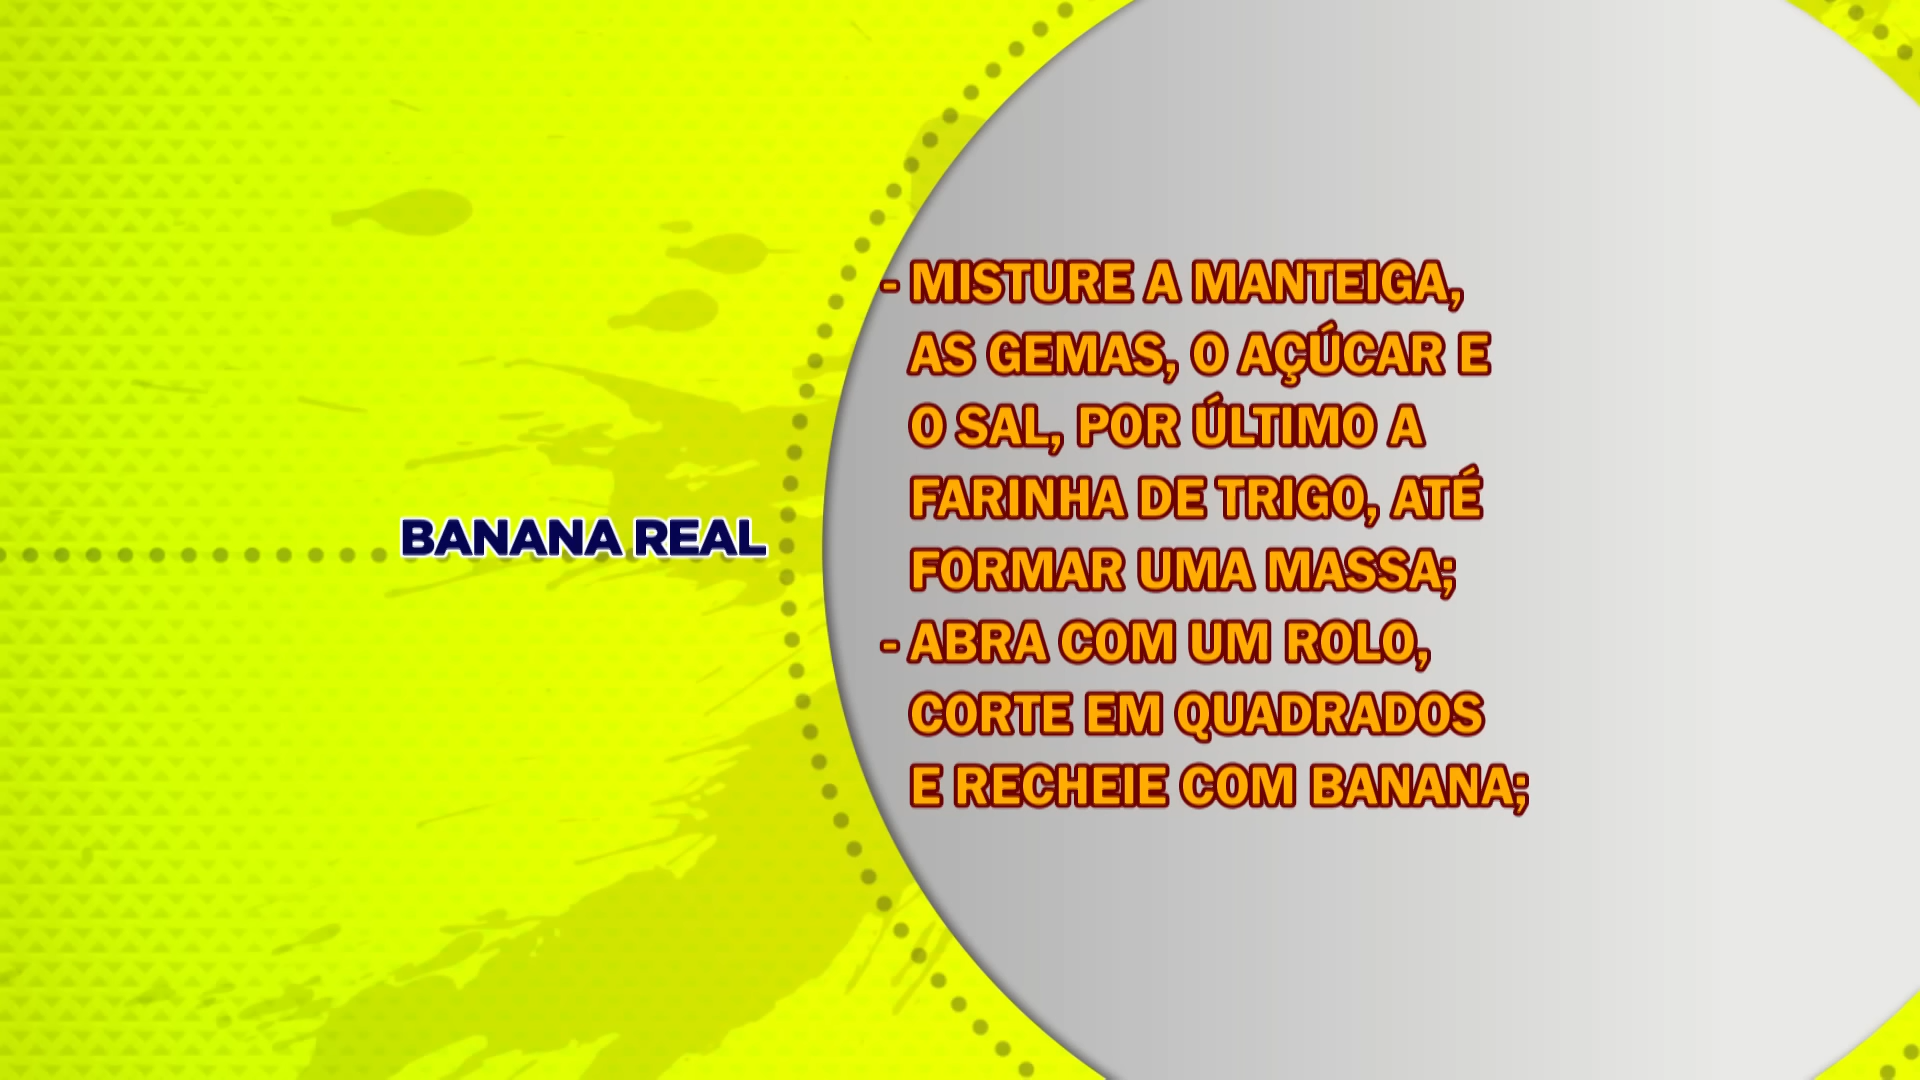 BANANA REAL
- MISTURE A MANTEIGA,
AS GEMAS, O AÇÚCAR E
O SAL, POR ÚLTIMO A
FARINHA DE TRIGO, ATÉ
FORMAR UMA MASSA;
- ABRA COM UM ROLO,
CORTE EM QUADRADOS
E RECHEIE COM BANANA;